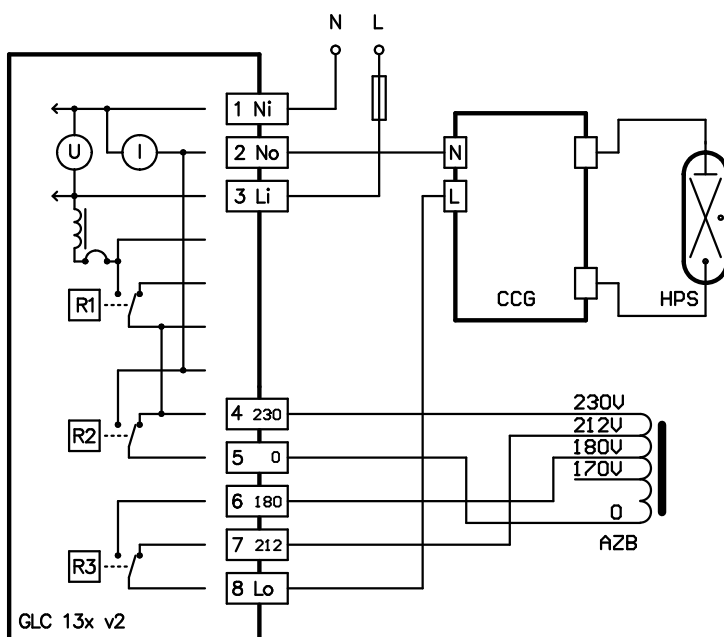 N L
1 Ni
2 No
3 Li
U I
N
L
CCG
HPS
R1
R2
R3
4 230
5 0
6 180
7 212
8 Lo
230V
212V
180V
170V
0
AZB
GLC 13x v2